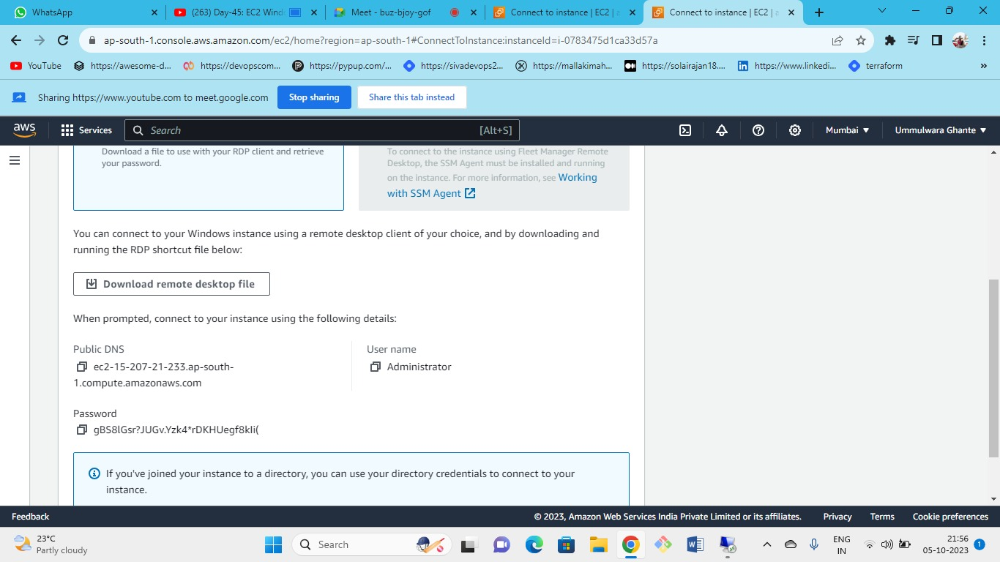 WhatsApp
(263) Day-45: EC2 Wind
Meet - buz-bjoy-gof
Connect to instance | EC2 | a
Connect to instance | EC2 | a
ap-south-1.console.aws.amazon.com/ec2/home?region=ap-south-1#ConnectToInstance:instanceId=i-0783475d1ca33d57a
YouTube
https://awesome-d...
https://devopscom...
https://pypup.com/...
https://sivadevops2...
https://mallakimah...
https://solairajan18....
https://www.linkedi...
terraform
»
Sharing https://www.youtube.com to meet.google.com
Stop sharing
Share this tab instead
aws
Services
Search
[Alt+S]
Mumbai
Ummulwara Ghante
Download a file to use with your RDP client and retrieve
your password.
To connect to the instance using Fleet Manager Remote
Desktop, the SSM Agent must be installed and running
on the instance. For more information, see Working
with SSM Agent
You can connect to your Windows instance using a remote desktop client of your choice, and by downloading and
running the RDP shortcut file below:
Download remote desktop file
When prompted, connect to your instance using the following details:
Public DNS
ec2-15-207-21-233.ap-south-
1.compute.amazonaws.com
User name
Administrator
Password
gBS8lGsr?JUGv.Yzk4*rDKHUegf8kIi(
If you've joined your instance to a directory, you can use your directory credentials to connect to your
instance.
Feedback
© 2023, Amazon Web Services India Private Limited or its affiliates.
Privacy
Terms
Cookie preferences
23°C
Partly cloudy
Search
ENG
IN
21:56
05-10-2023
1